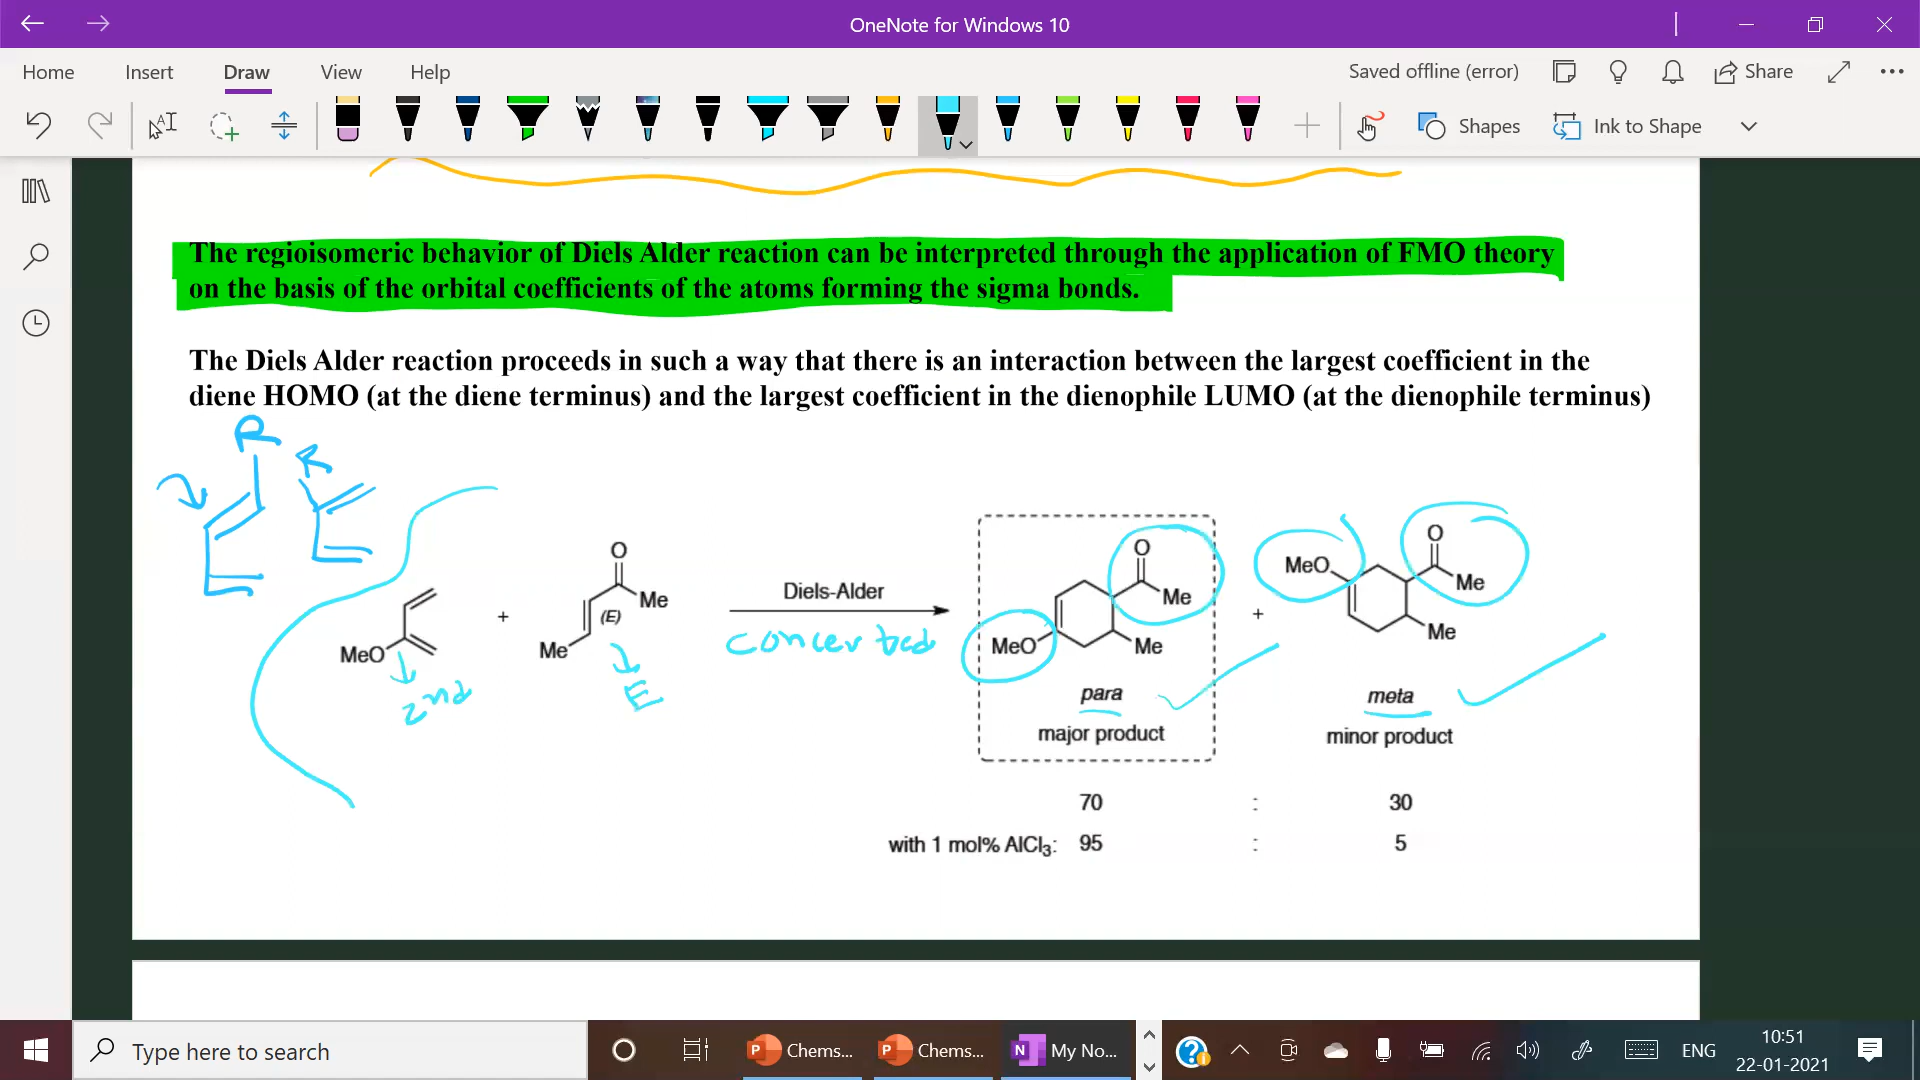 OneNote for Windows 10
Home Insert Draw View Help
Saved offline (error) Share
Shapes Ink to Shape
The regioisomeric behavior of Diels Alder reaction can be interpreted through the application of FMO theory
on the basis of the orbital coefficients of the atoms forming the sigma bonds.
The Diels Alder reaction proceeds in such a way that there is an interaction between the largest coefficient in the
diene HOMO (at the diene terminus) and the largest coefficient in the dienophile LUMO (at the dienophile terminus)
R R
MeO
2nd
+
O
Me
(E)
Me
E
Diels-Alder
Concerted
O
Me
MeO
Me
para
major product
+
MeO
O
Me
Me
meta
minor product
70 : 30
with 1 mol% AlCl₃: 95 : 5
Type here to search
Chems...
Chems...
My No...
ENG
10:51
22-01-2021